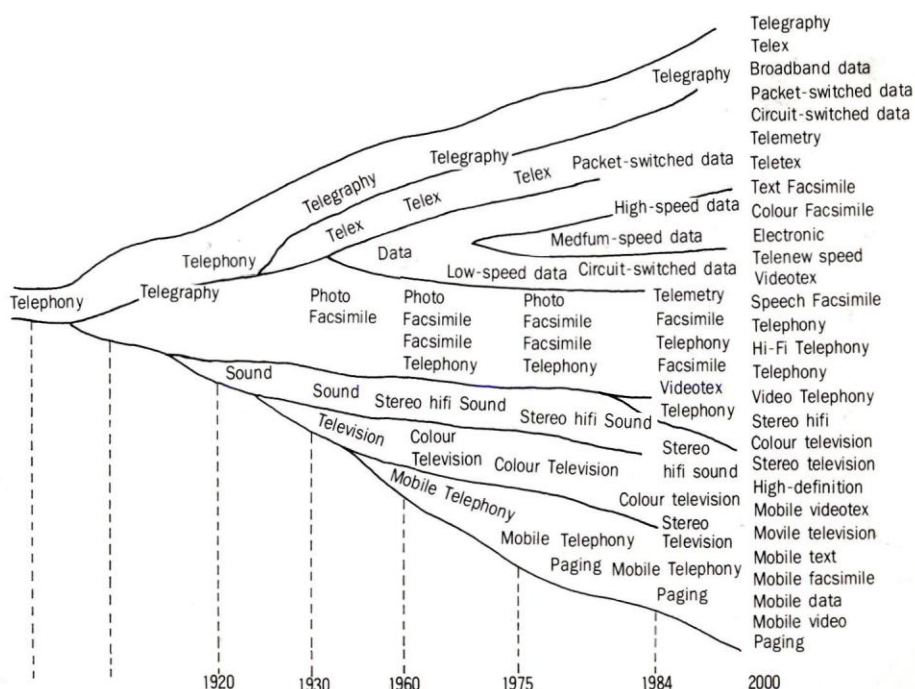 Telegraphy
Telex
Broadband data
Packet-switched data
Circuit-switched data
Telemetry
Teletex
Text Facsimile
Colour Facsimile
Electronic
Telenew speed
Videotex
Speech Facsimile
Telephony
Hi-Fi Telephony
Telephony
Video Telephony
Stereo hifi
Colour television
Stereo television
High-definition
Mobile videotex
Movile television
Mobile text
Mobile facsimile
Mobile data
Mobile video
Paging
Telegraphy
Telegraphy
Telegraphy
Telephony
Telex
Telex
Telex
Packet-switched data
High-speed data
Medfum-speed data
Data
Low-speed data
Circuit-switched data
Telephony
Telegraphy
Photo
Facsimile
Photo
Facsimile
Facsimile
Telephony
Photo
Facsimile
Facsimile
Telephony
Telemetry
Facsimile
Telephony
Facsimile
Videotex
Telephony
Sound
Sound
Stereo hifi Sound
Stereo hifi Sound
Stereo
hifi sound
Television
Colour
Television
Colour Television
Colour television
Stereo
Television
Mobile Telephony
Mobile Telephony
Paging
Mobile Telephony
Paging
1920
1930
1960
1975
1984
2000